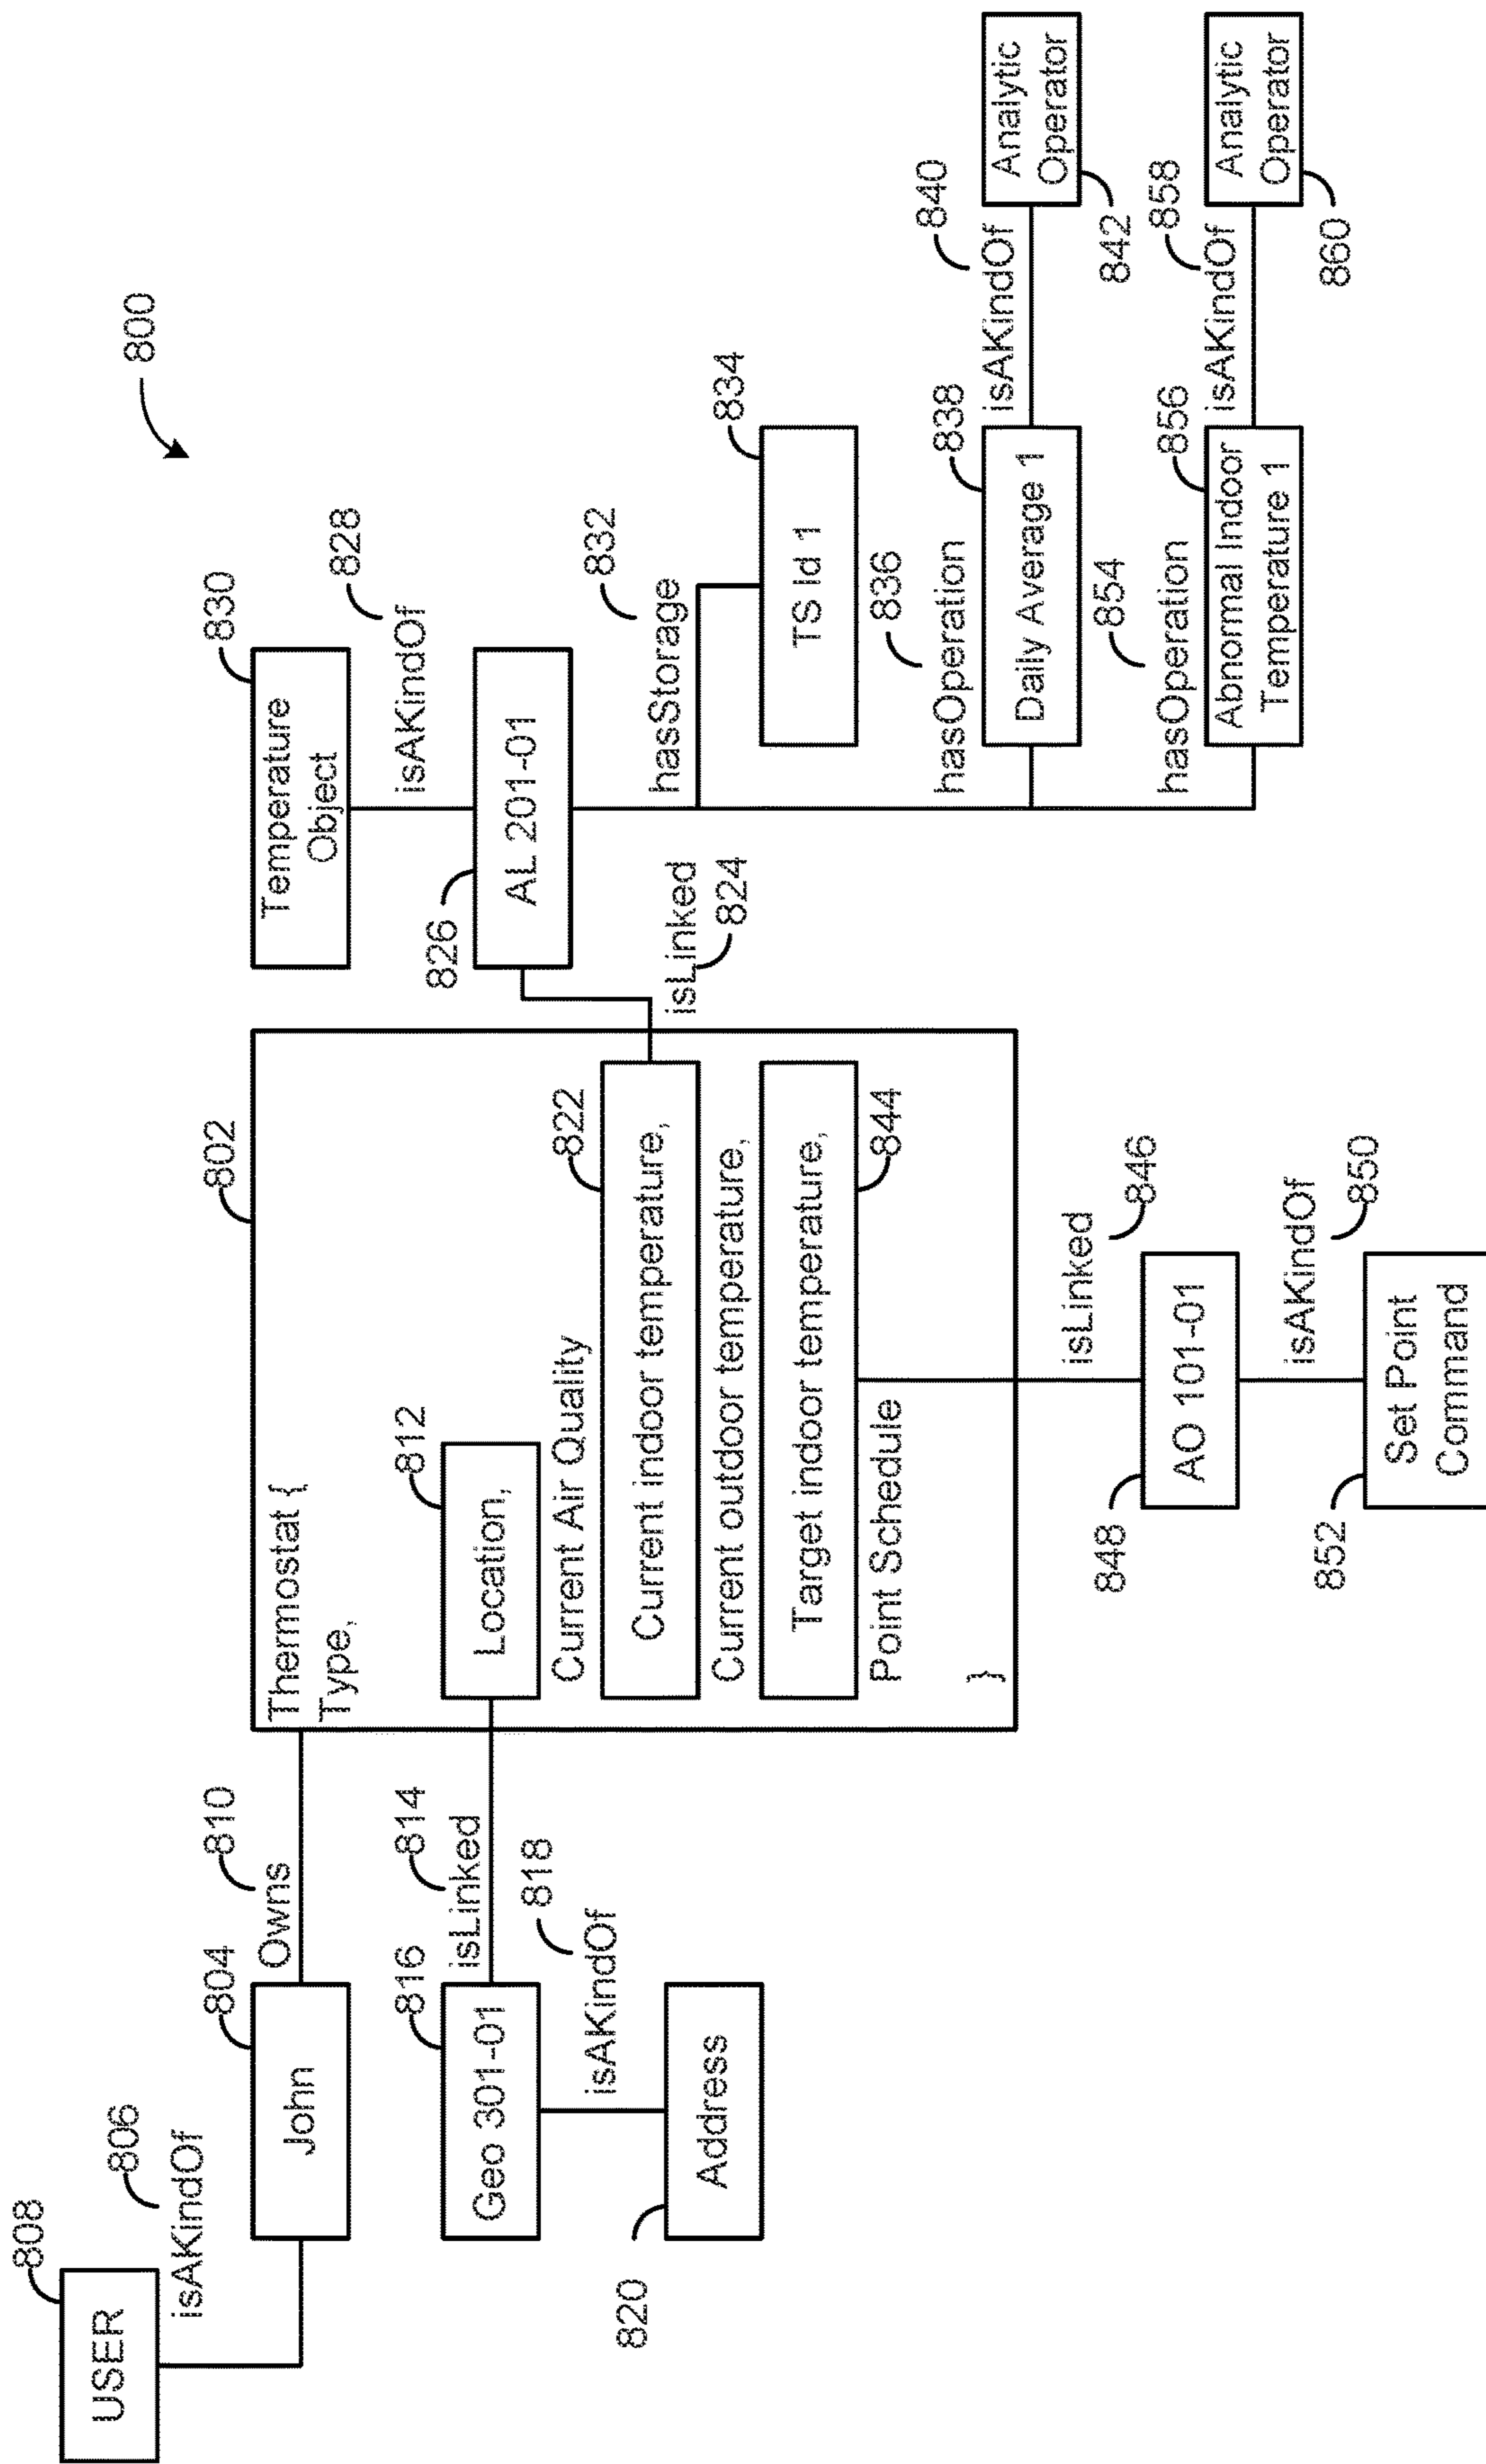 800
808
USER
806
isAKindOf
804
John
810
Owns
816
Geo 301-01
814
isLinked
818
isAKindOf
820
Address
802
Thermostat {
Type,
812
Location,
Current Air Quality
822
Current indoor temperature,
Current outdoor temperature,
Target indoor temperature,
844
Point Schedule
}
isLinked
846
848
AO 101-01
isAKindOf
850
852
Set Point
Command
isLinked
824
830
Temperature
Object
828
isAKindOf
826
AL 201-01
832
hasStorage
834
TS Id 1
836
hasOperation
838
Daily Average 1
840
isAKindOf
Analytic
Operator
842
854
hasOperation
856
Abnormal Indoor
Temperature 1
858
isAKindOf
Analytic
Operator
860